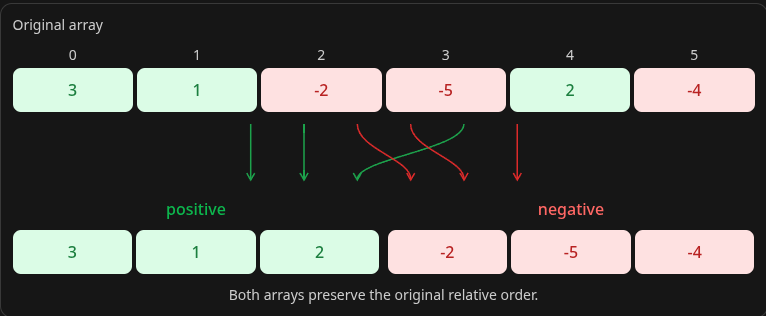 Original array
0 1 2 3 4 5
3 1 -2 -5 2 -4
positive negative
3 1 2 -2 -5 -4
Both arrays preserve the original relative order.